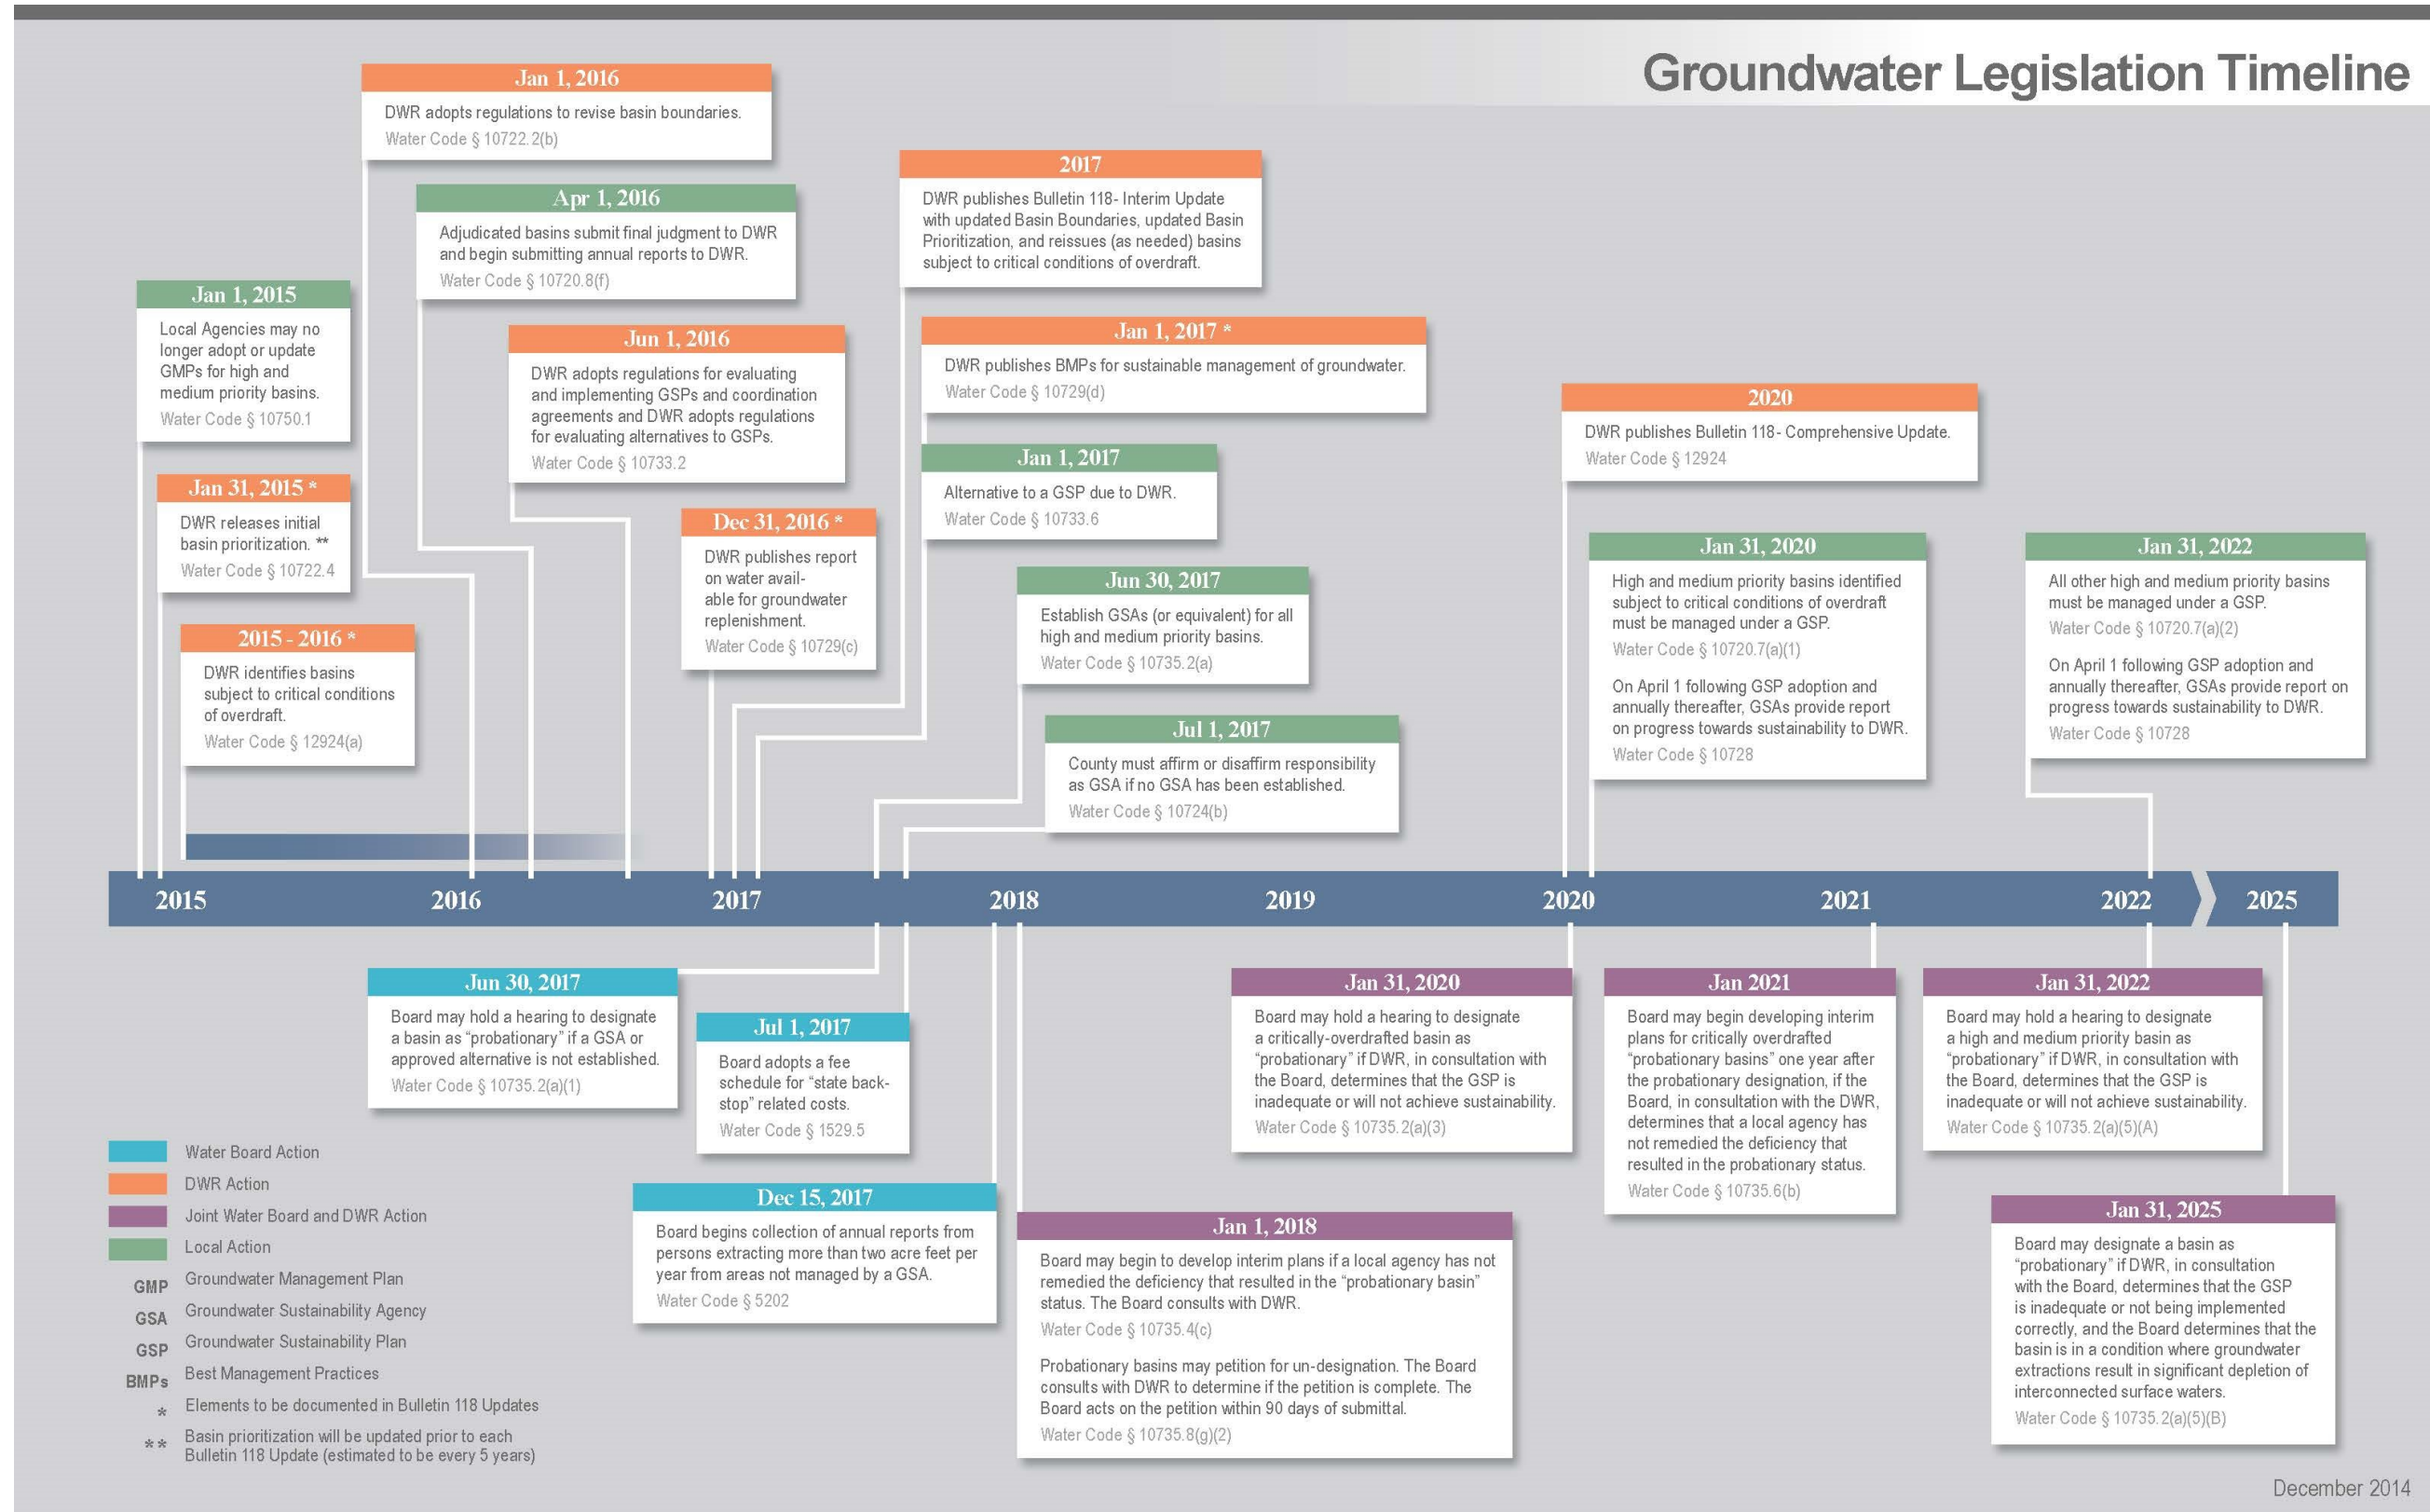 Groundwater Legislation Timeline
Jan 1, 2016
DWR adopts regulations to revise basin boundaries.
Water Code § 10722.2(b)
Apr 1, 2016
Adjudicated basins submit final judgment to DWR
and begin submitting annual reports to DWR.
Water Code § 10720.8(f)
Jan 1, 2015
Local Agencies may no
longer adopt or update
GMPs for high and
medium priority basins.
Water Code § 10750.1
Jun 1, 2016
DWR adopts regulations for evaluating
and implementing GSPs and coordination
agreements and DWR adopts regulations
for evaluating alternatives to GSPs.
Water Code § 10733.2
Jan 31, 2015 *
DWR releases initial
basin prioritization. **
Water Code § 10722.4
2015 - 2016 *
DWR identifies basins
subject to critical conditions
of overdraft.
Water Code § 12924(a)
Dec 31, 2016 *
DWR publishes report
on water avail-
able for groundwater
replenishment.
Water Code § 10729(c)
2017
DWR publishes Bulletin 118- Interim Update
with updated Basin Boundaries, updated Basin
Prioritization, and reissues (as needed) basins
subject to critical conditions of overdraft.
Jan 1, 2017 *
DWR publishes BMPs for sustainable management of groundwater.
Water Code § 10729(d)
Jan 1, 2017
Alternative to a GSP due to DWR.
Water Code § 10733.6
Jun 30, 2017
Establish GSAs (or equivalent) for all
high and medium priority basins.
Water Code § 10735.2(a)
Jul 1, 2017
County must affirm or disaffirm responsibility
as GSA if no GSA has been established.
Water Code § 10724(b)
2020
DWR publishes Bulletin 118- Comprehensive Update.
Water Code § 12924
Jan 31, 2020
High and medium priority basins identified
subject to critical conditions of overdraft
must be managed under a GSP.
Water Code § 10720.7(a)(1)
On April 1 following GSP adoption and
annually thereafter, GSAs provide report
on progress towards sustainability to DWR.
Water Code § 10728
Jan 31, 2022
All other high and medium priority basins
must be managed under a GSP.
Water Code § 10720.7(a)(2)
On April 1 following GSP adoption and
annually thereafter, GSAs provide report on
progress towards sustainability to DWR.
Water Code § 10728
2015 2016 2017 2018 2019 2020 2021 2022 2025
Jun 30, 2017
Board may hold a hearing to designate
a basin as “probationary” if a GSA or
approved alternative is not established.
Water Code § 10735.2(a)(1)
Jul 1, 2017
Board adopts a fee
schedule for “state back-
stop” related costs.
Water Code § 1529.5
Dec 15, 2017
Board begins collection of annual reports from
persons extracting more than two acre feet per
year from areas not managed by a GSA.
Water Code § 5202
Jan 1, 2018
Board may begin to develop interim plans if a local agency has not
remedied the deficiency that resulted in the “probationary basin”
status. The Board consults with DWR.
Water Code § 10735.4(c)
Probationary basins may petition for un-designation. The Board
consults with DWR to determine if the petition is complete. The
Board acts on the petition within 90 days of submittal.
Water Code § 10735.8(g)(2)
Jan 31, 2020
Board may hold a hearing to designate
a critically-overdrafted basin as
“probationary” if DWR, in consultation with
the Board, determines that the GSP is
inadequate or will not achieve sustainability.
Water Code § 10735.2(a)(3)
Jan 2021
Board may begin developing interim
plans for critically overdrafted
“probationary basins” one year after
the probationary designation, if the
Board, in consultation with the DWR,
determines that a local agency has
not remedied the deficiency that
resulted in the probationary status.
Water Code § 10735.6(b)
Jan 31, 2022
Board may hold a hearing to designate
a high and medium priority basin as
“probationary” if DWR, in consultation with
the Board, determines that the GSP is
inadequate or will not achieve sustainability.
Water Code § 10735.2(a)(5)(A)
Jan 31, 2025
Board may designate a basin as
“probationary” if DWR, in consultation
with the Board, determines that the GSP
is inadequate or not being implemented
correctly, and the Board determines that the
basin is in a condition where groundwater
extractions result in significant depletion of
interconnected surface waters.
Water Code § 10735.2(a)(5)(B)
Water Board Action
DWR Action
Joint Water Board and DWR Action
Local Action
GMP Groundwater Management Plan
GSA Groundwater Sustainability Agency
GSP Groundwater Sustainability Plan
BMPs Best Management Practices
* Elements to be documented in Bulletin 118 Updates
** Basin prioritization will be updated prior to each
Bulletin 118 Update (estimated to be every 5 years)
December 2014